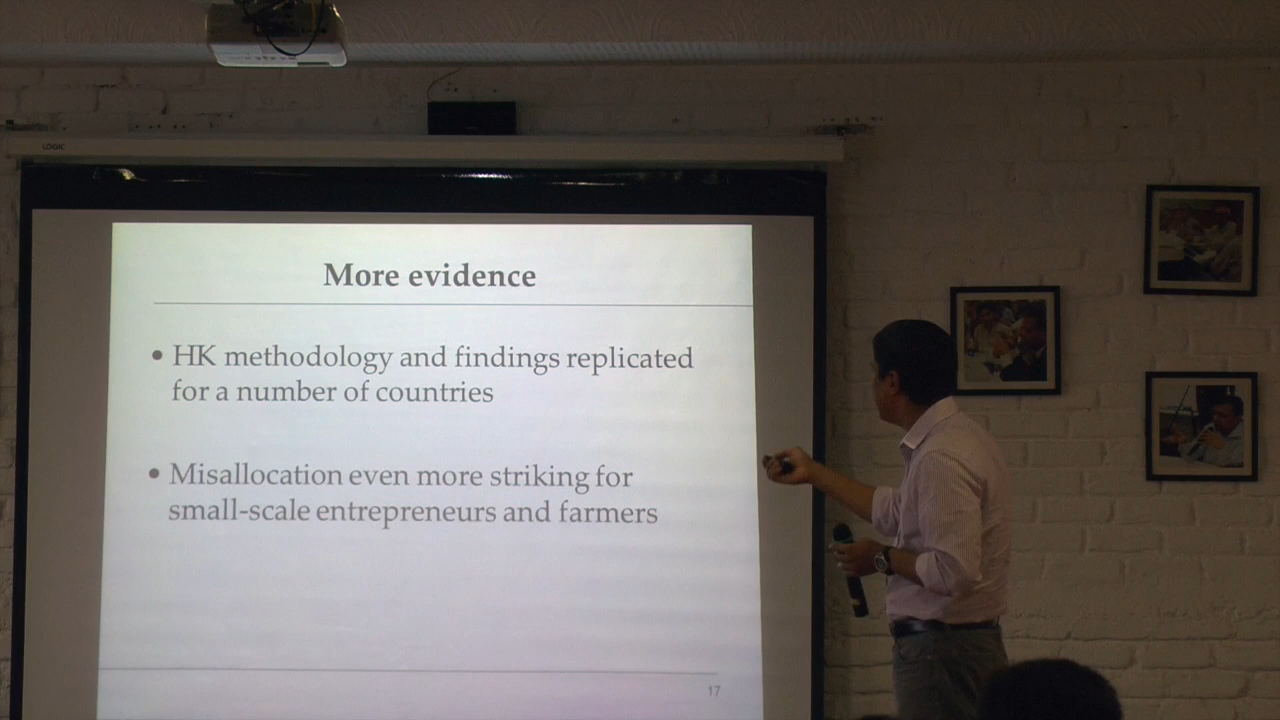 LOGIC
More evidence
• HK methodology and findings replicated
for a number of countries
• Misallocation even more striking for
small-scale entrepreneurs and farmers
17